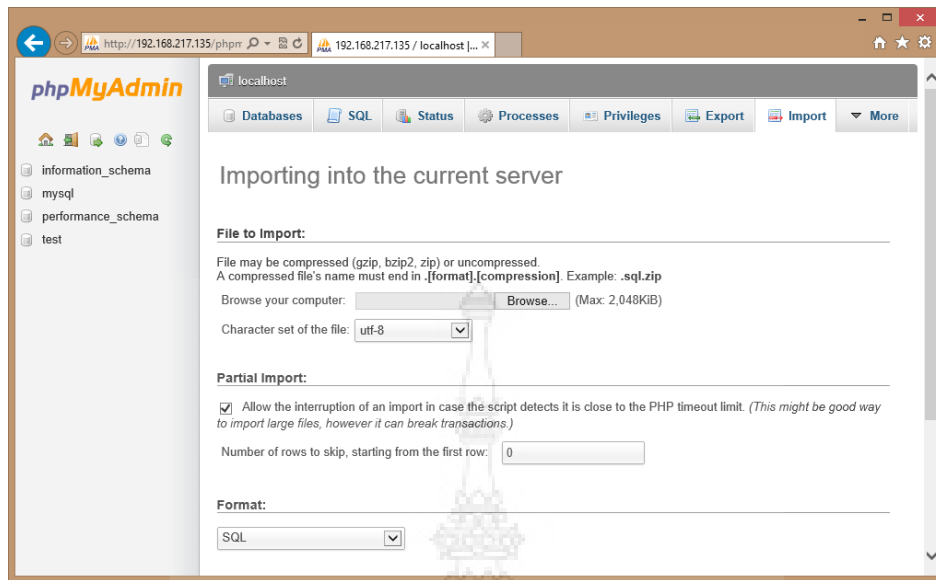 http://192.168.217.135/phpm
192.168.217.135 / localhost |...
phpMyAdmin
localhost
Databases SQL Status Processes Privileges Export Import More
information_schema
mysql
performance_schema
test
Importing into the current server
File to Import:
File may be compressed (gzip, bzip2, zip) or uncompressed.
A compressed file's name must end in .[format].[compression]. Example: .sql.zip
Browse your computer: Browse... (Max: 2,048KiB)
Character set of the file: utf-8
Partial Import:
Allow the interruption of an import in case the script detects it is close to the PHP timeout limit. (This might be good way
to import large files, however it can break transactions.)
Number of rows to skip, starting from the first row: 0
Format:
SQL